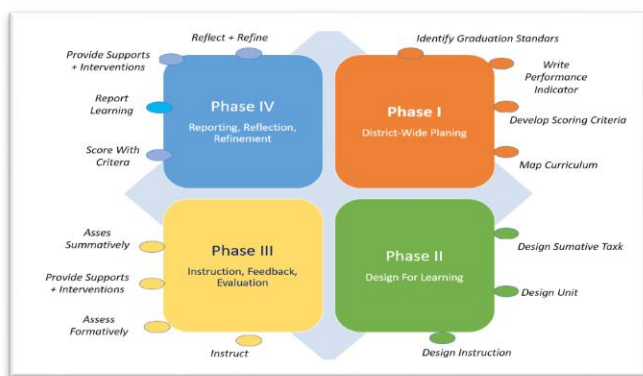 Reflect + Refine
Provide Supports
+ Interventions
Report
Learning
Score With
Critera
Phase IV
Reporting, Reflection,
Refinement
Identify Graduation Standars
Write
Performance
Indicator
Develop Scoring Criteria
Map Curriculum
Phase I
District-Wide Planing
Asses
Summatively
Provide Supports
+ Interventions
Assess
Formatively
Instruct
Phase III
Instruction, Feedback,
Evaluation
Phase II
Design For Learning
Design Sumative Taxk
Design Unit
Design Instruction